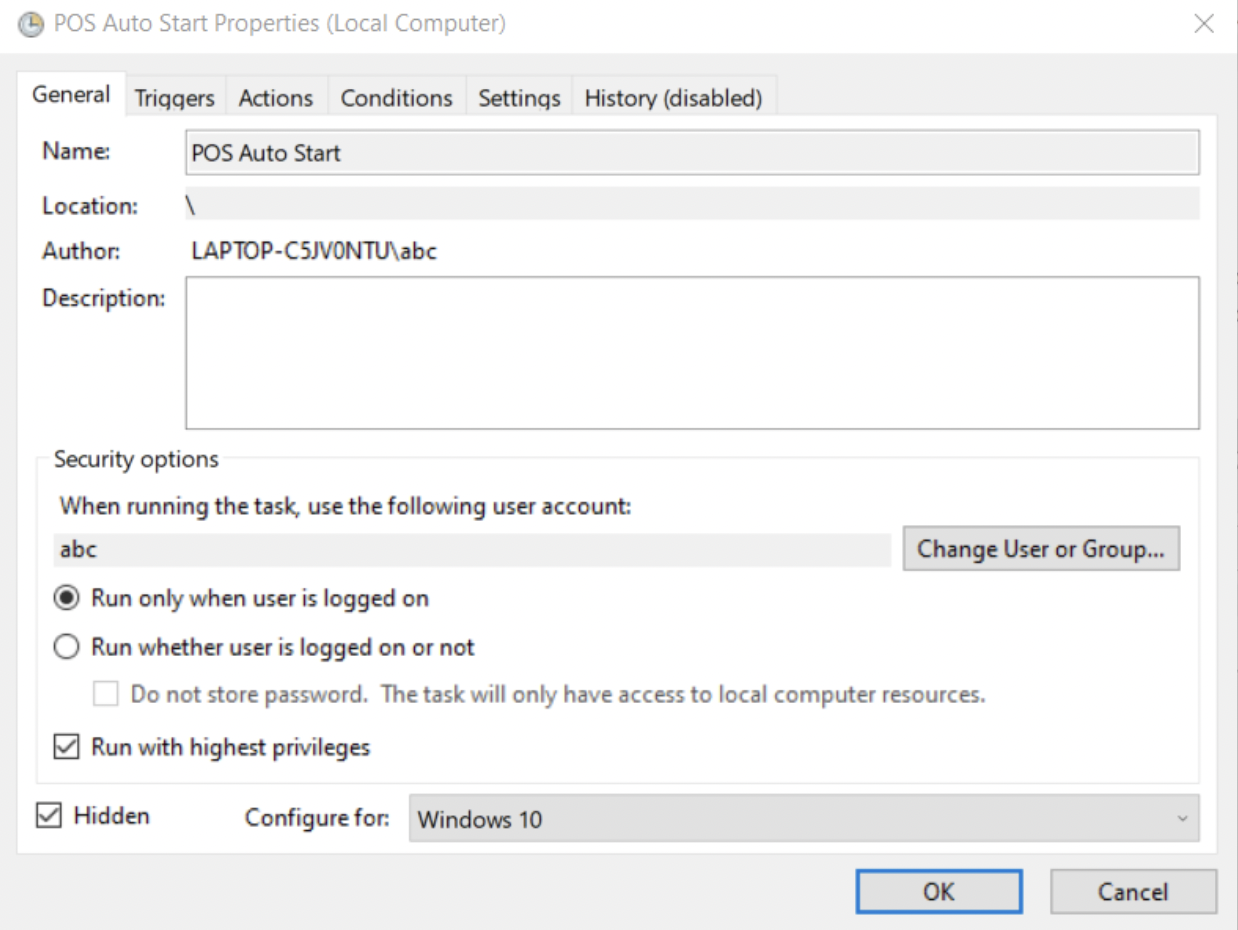 POS Auto Start Properties (Local Computer)
General Triggers Actions Conditions Settings History (disabled)
Name: POS Auto Start
Location: \
Author: LAPTOP-C5JV0NTU\abc
Description:
Security options
When running the task, use the following user account:
abc Change User or Group...
Run only when user is logged on
Run whether user is logged on or not
Do not store password. The task will only have access to local computer resources.
Run with highest privileges
Hidden Configure for: Windows 10
OK Cancel